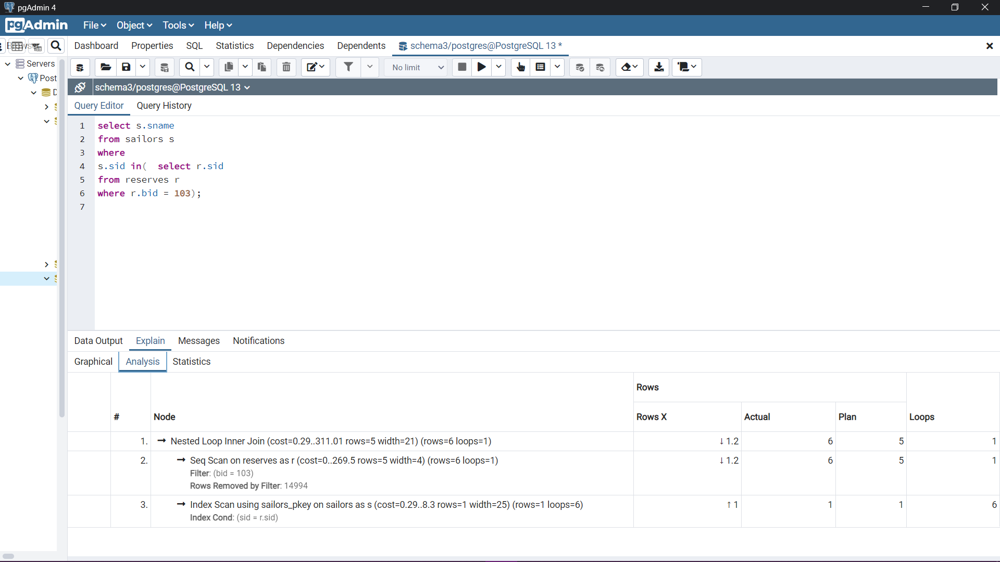 pgAdmin 4
pgAdmin File Object Tools Help
Dashboard Properties SQL Statistics Dependencies Dependents schema3/postgres@PostgreSQL 13 *
Servers
Post
No limit
schema3/postgres@PostgreSQL 13
Query Editor Query History
1 select s.sname
2 from sailors s
3 where
4 s.sid in(  select r.sid
5 from reserves r
6 where r.bid = 103);
7
Data Output Explain Messages Notifications
Graphical Analysis Statistics
Rows
# Node Rows X Actual Plan Loops
1. → Nested Loop Inner Join (cost=0.29..311.01 rows=5 width=21) (rows=6 loops=1) ↓ 1.2 6 5 1
2. → Seq Scan on reserves as r (cost=0..269.5 rows=5 width=4) (rows=6 loops=1) ↓ 1.2 6 5 1
Filter: (bid = 103)
Rows Removed by Filter: 14994
3. → Index Scan using sailors_pkey on sailors as s (cost=0.29..8.3 rows=1 width=25) (rows=1 loops=6) ↑ 1 1 1 6
Index Cond: (sid = r.sid)